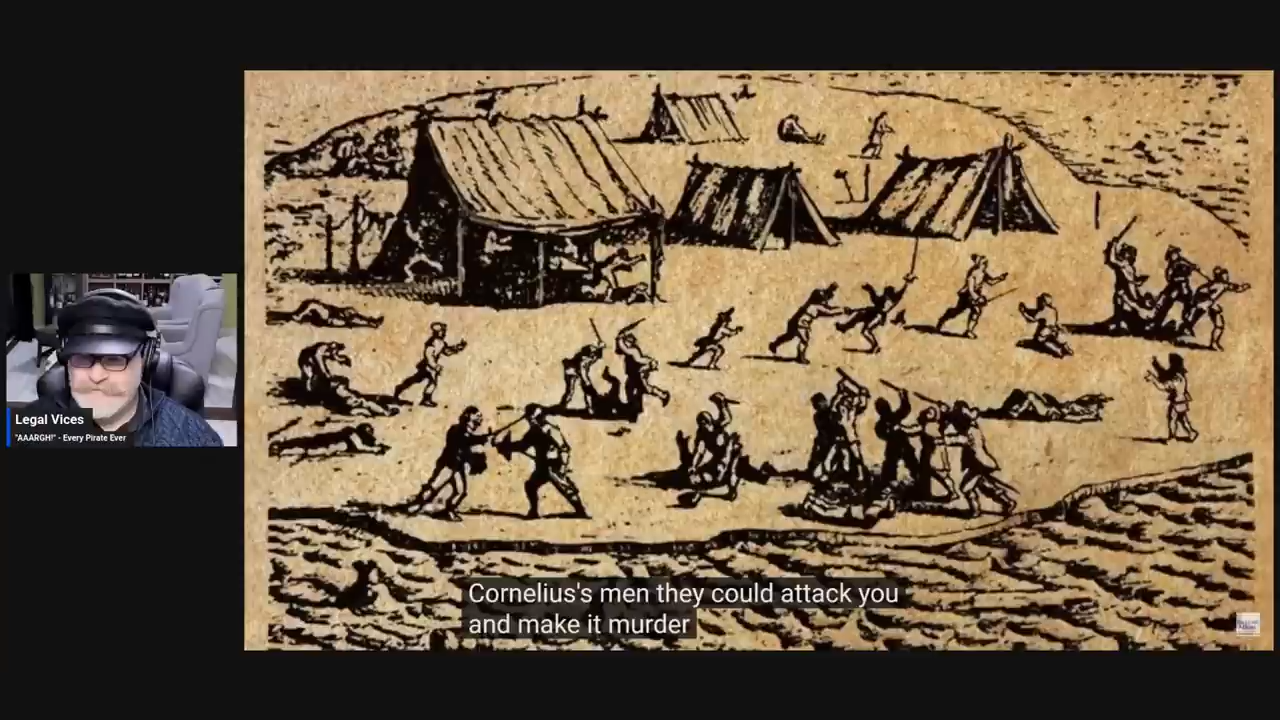 Legal Vices
"AAARGH!" - Every Pirate Ever
Cornelius's men they could attack you
and make it murder